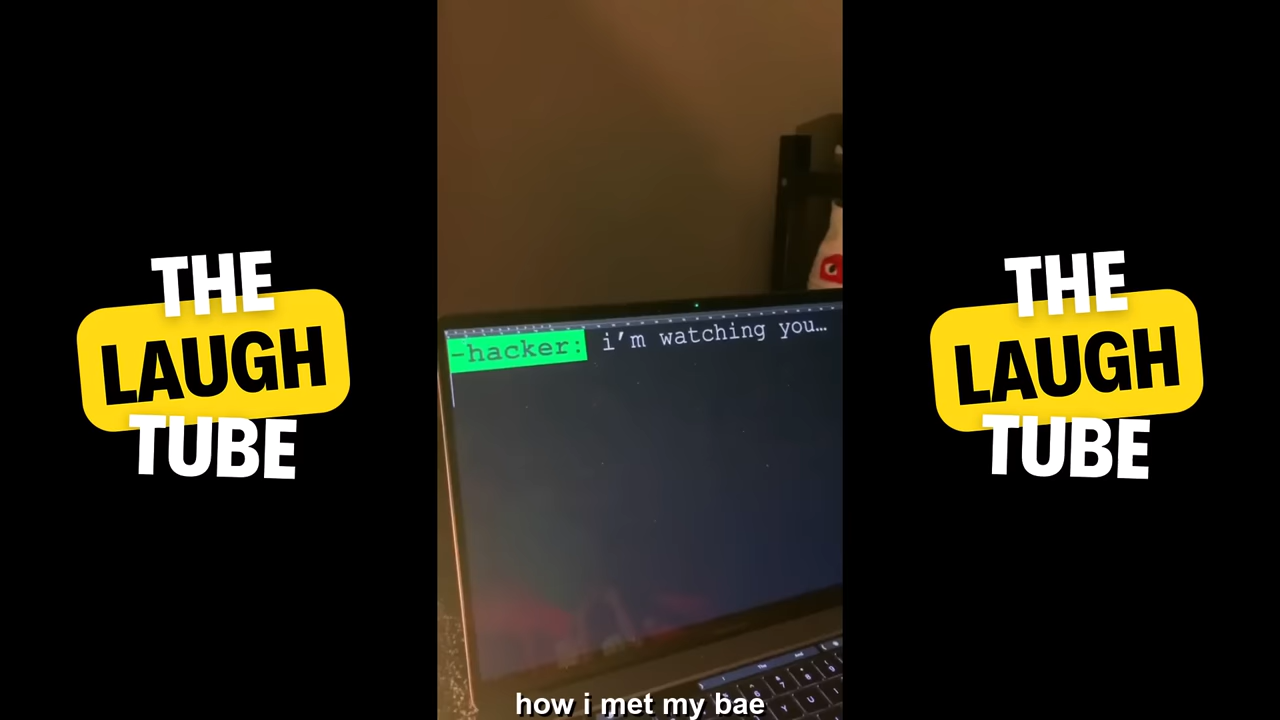 THE
LAUGH
TUBE
-hacker: i'm watching you…
how i met my bae
THE
LAUGH
TUBE